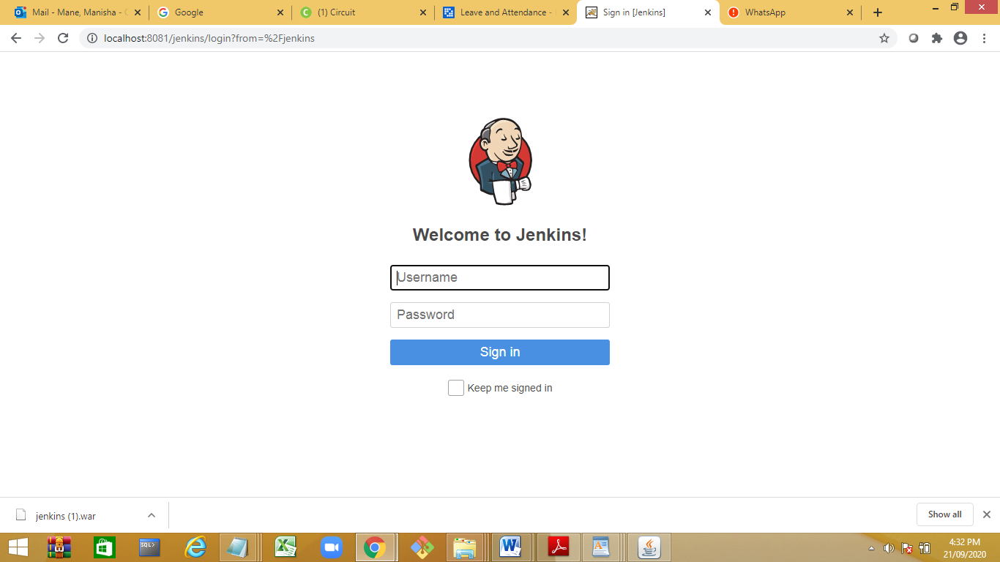 Mail - Mane, Manisha - 
Google
(1) Circuit
Leave and Attendance -
Sign in [Jenkins]
WhatsApp
localhost:8081/jenkins/login?from=%2Fjenkins
Welcome to Jenkins!
Username
Password
Sign in
Keep me signed in
jenkins (1).war
Show all
SQL>
4:32 PM
21/09/2020